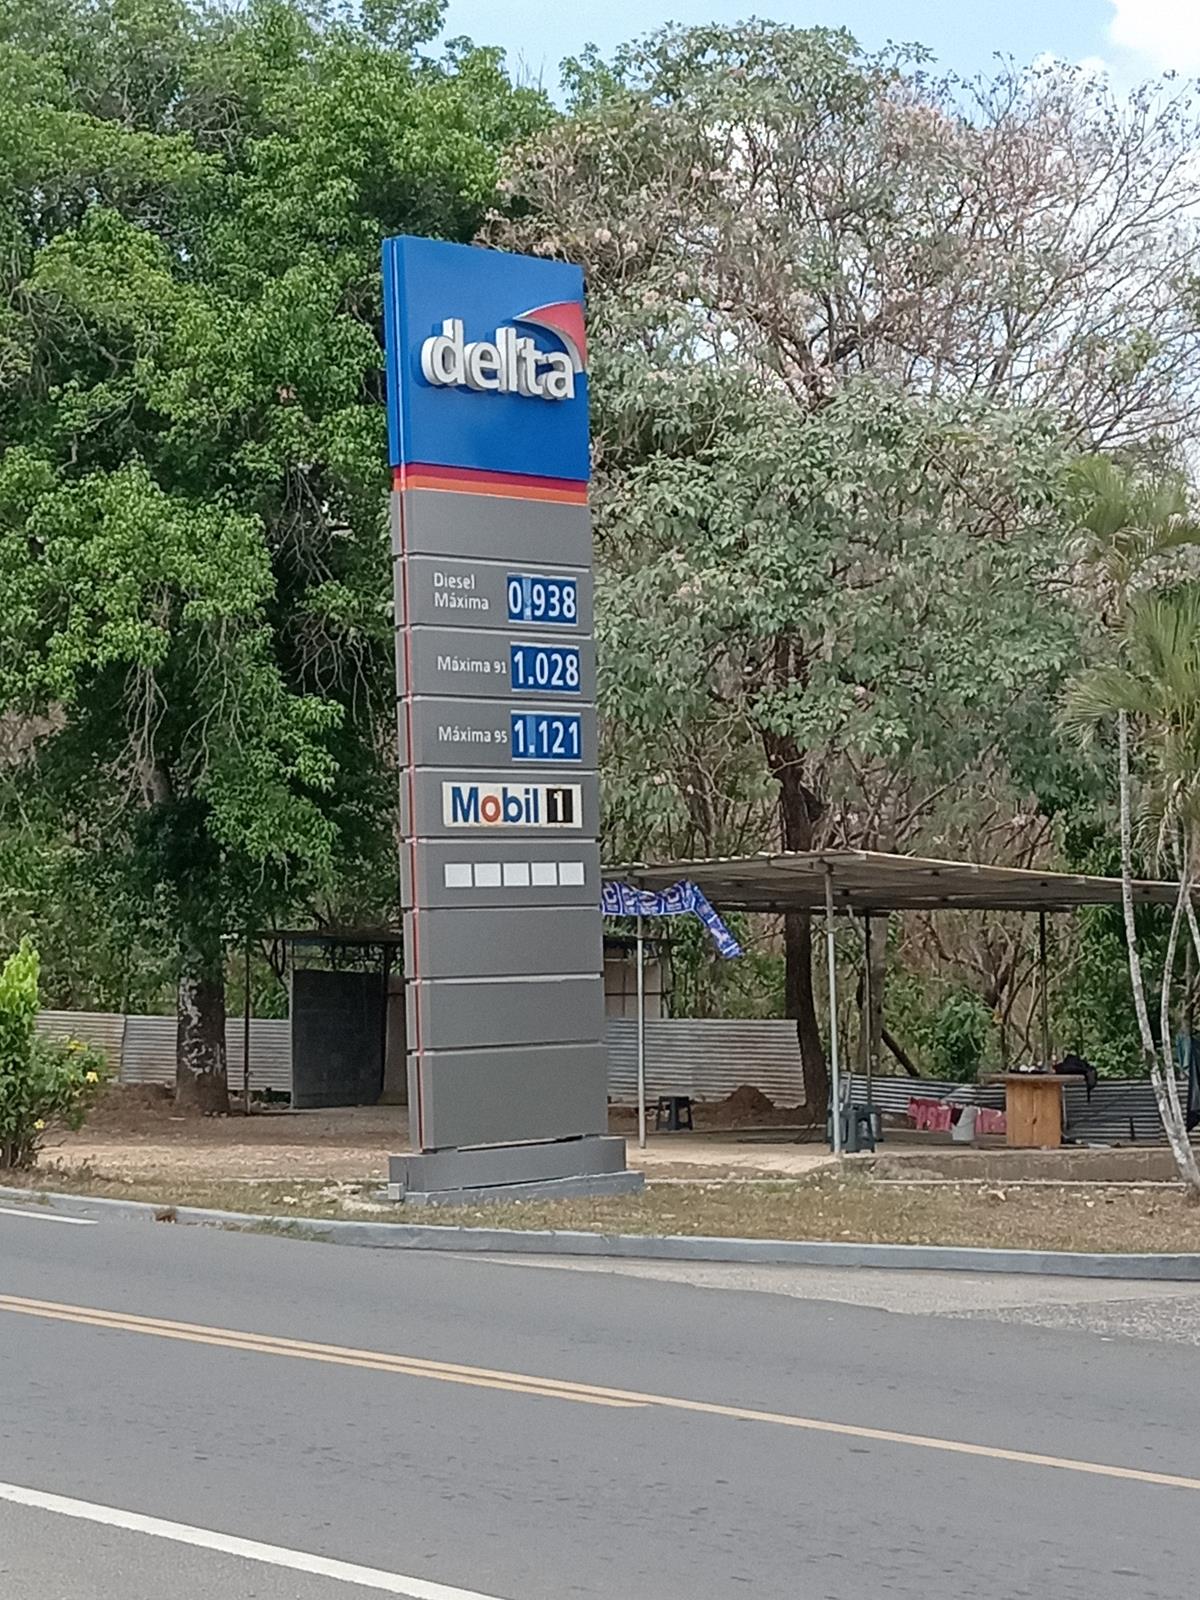 delta
Diesel
Máxima
0.938
Máxima 91 1.028
Máxima 95 1.121
Mobil 1